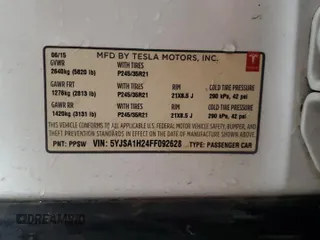 06/15 MFD BY TESLA MOTORS, INC.
GVWR WITH TIRES
2640kg (5820 lb) P245/35R21
GAWR FRT WITH TIRES RIM COLD TIRE PRESSURE
1276kg (2813 lb) P245/35R21 21X8.5 J 290 kPa, 42 psi
GAWR RR WITH TIRES RIM COLD TIRE PRESSURE
1420kg (3131 lb) P245/35R21 21X8.5 J 290 kPa, 42 psi
THIS VEHICLE CONFORMS TO ALL APPLICABLE U.S. FEDERAL MOTOR VEHICLE SAFETY, BUMPER, AND
THEFT PREVENTION STANDARDS IN EFFECT ON THE DATE OF MANUFACTURE SHOWN ABOVE.
PNT: PPSW VIN: 5YJSA1H24FF092628 TYPE: PASSENGER CAR
TESLA
DREAMBID